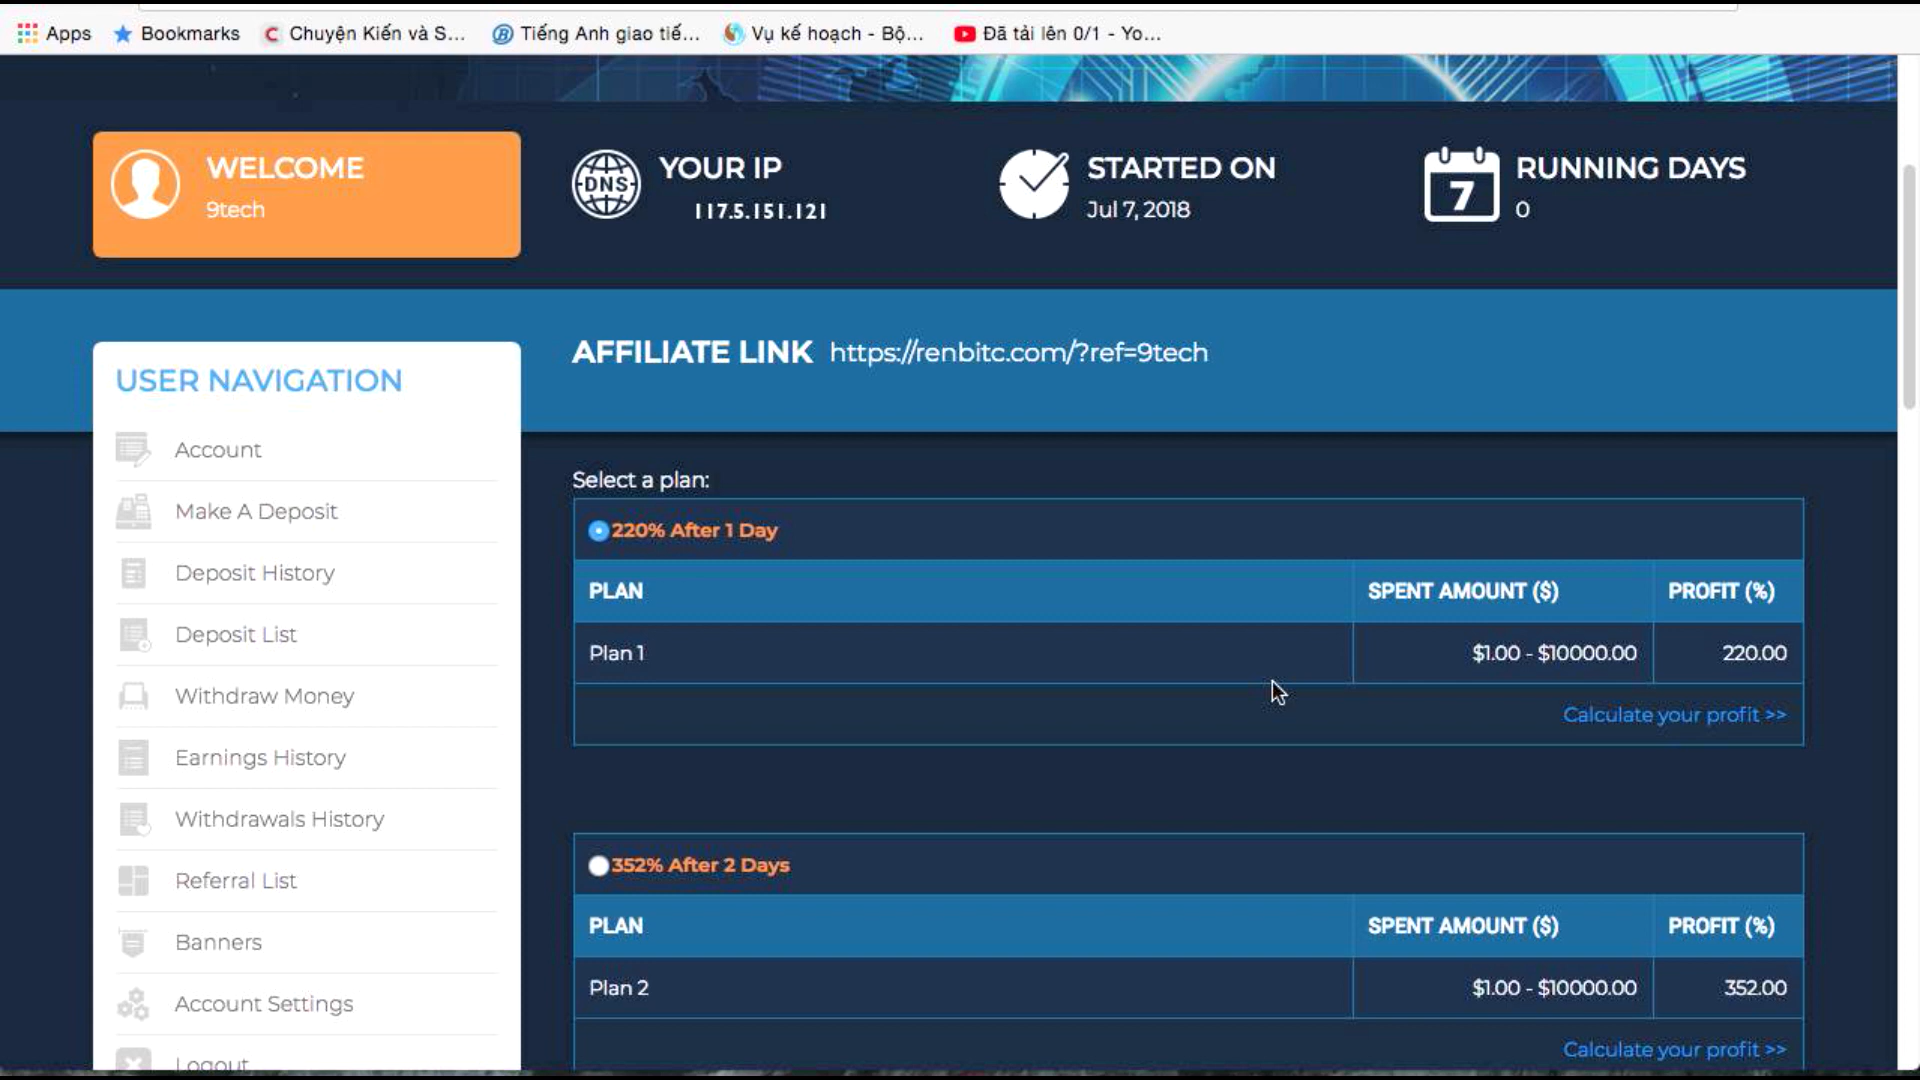 Apps Bookmarks Chuyện Kiến và S... Tiếng Anh giao tiế... Vụ kế hoạch - Bộ... Đã tải lên 0/1 - Yo...
WELCOME
9tech
DNS
YOUR IP
117.5.151.121
STARTED ON
Jul 7, 2018
7
RUNNING DAYS
0
AFFILIATE LINK https://renbitc.com/?ref=9tech
USER NAVIGATION
Account
Make A Deposit
Deposit History
Deposit List
Withdraw Money
Earnings History
Withdrawals History
Referral List
Banners
Account Settings
Logout
Select a plan:
220% After 1 Day
PLAN SPENT AMOUNT ($) PROFIT (%)
Plan 1 $1.00 - $10000.00 220.00
Calculate your profit >>
352% After 2 Days
PLAN SPENT AMOUNT ($) PROFIT (%)
Plan 2 $1.00 - $10000.00 352.00
Calculate your profit >>